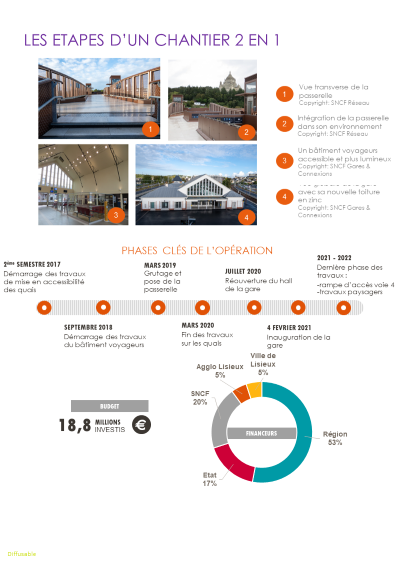 LES ETAPES D'UN CHANTIER 2 EN 1
1
2
3
4
1
Vue transverse de la
passerelle
Copyright: SNCF Réseau
2
Intégration de la passerelle
dans son environnement
Copyright: SNCF Réseau
3
Un bâtiment voyageurs
accessible et plus lumineux
Copyright: SNCF Gares &
Connexions
4
avec sa nouvelle toiture
en zinc
Copyright: SNCF Gares &
Connexions
PHASES CLÉS DE L'OPÉRATION
2ème SEMESTRE 2017
Démarrage des travaux
de mise en accessibilité
des quais
MARS 2019
Grutage et
pose de la
passerelle
JUILLET 2020
Réouverture du hall
de la gare
2021 - 2022
Dernière phase des
travaux :
-rampe d'accès voie 4
-travaux paysagers
SEPTEMBRE 2018
Démarrage des travaux
du bâtiment voyageurs
MARS 2020
Fin des travaux
sur les quais
4 FEVRIER 2021
Inauguration de la
gare
BUDGET
18,8 MILLIONS
INVESTIS
€
Agglo Lisieux
5%
Ville de
Lisieux
5%
SNCF
20%
FINANCEURS
Région
53%
Etat
17%
Diffusable